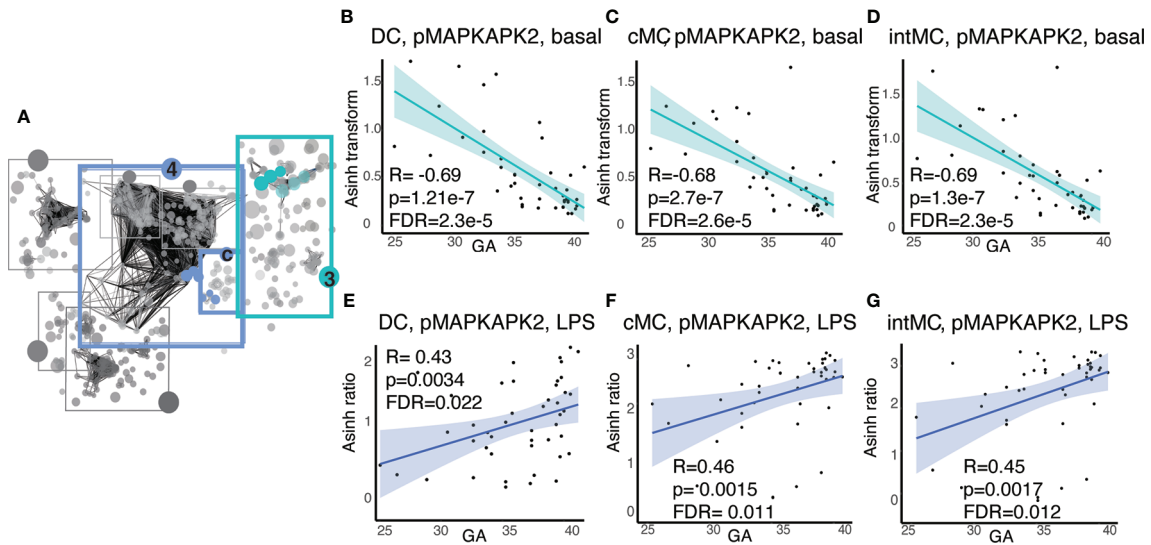 A
4
c
3
B
DC, pMAPKAPK2, basal
Asinh transform
1.5
1.0
0.5
0
R= -0.69
p=1.21e-7
FDR=2.3e-5
25 30 35 40
GA
C
cMC, pMAPKAPK2, basal
Asinh transform
1.5
1.0
0.5
0
R=-0.68
p=2.7e-7
FDR=2.6e-5
25 30 35 40
GA
D
intMC, pMAPKAPK2, basal
Asinh transform
1.5
1.0
0.5
0
R=-0.69
p=1.3e-7
FDR=2.3e-5
25 30 35 40
GA
E
DC, pMAPKAPK2, LPS
Asinh ratio
2
1
0
R= 0.43
p=0.0034
FDR=0.022
25 30 35 40
GA
F
cMC, pMAPKAPK2, LPS
Asinh ratio
3
2
1
0
R=0.46
p= 0.0015
FDR= 0.011
25 30 35 40
GA
G
intMC, pMAPKAPK2, LPS
Asinh ratio
3
2
1
0
R=0.45
p=0.0017
FDR=0.012
25 30 35 40
GA